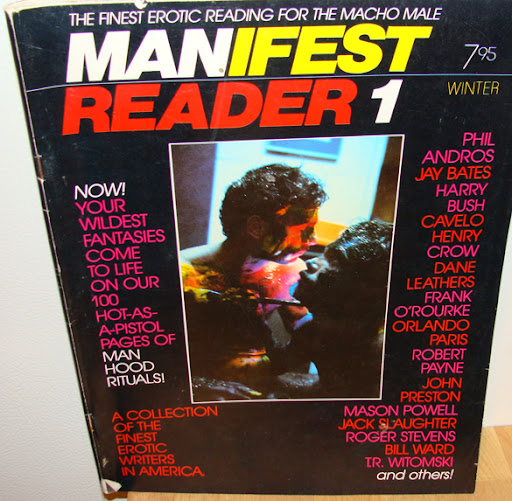 THE FINEST EROTIC READING FOR THE MACHO MALE
MANIFEST
READER 1
7.95
WINTER
NOW!
YOUR
WILDEST
FANTASIES
COME
TO LIFE
ON OUR
100
HOT-AS-
A-PISTOL
PAGES OF
MAN
HOOD
RITUALS!
A COLLECTION
OF THE
FINEST
EROTIC
WRITERS
IN AMERICA.
PHIL
ANDROS
JAY BATES
HARRY
BUSH
CAVELO
HENRY
CROW
DANE
LEATHERS
FRANK
O'ROURKE
ORLANDO
PARIS
ROBERT
PAYNE
JOHN
PRESTON
MASON POWELL
JACK SLAUGHTER
ROGER STEVENS
BILL WARD
T.R. WITOMSKI
and others!